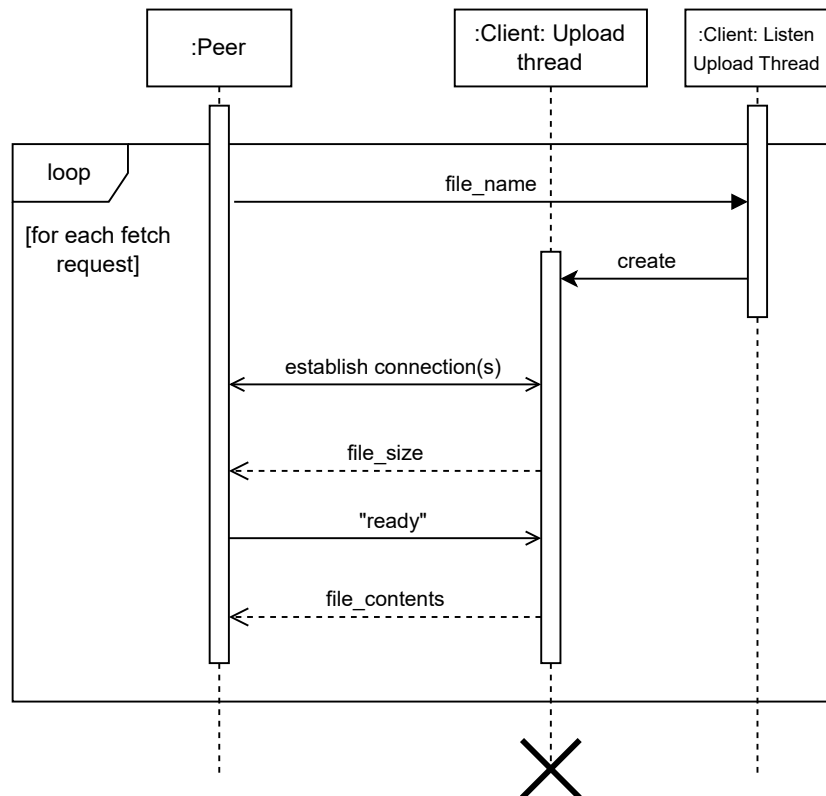 :Peer
:Client: Upload
thread
:Client: Listen
Upload Thread
loop
[for each fetch
request]
file_name
create
establish connection(s)
file_size
"ready"
file_contents